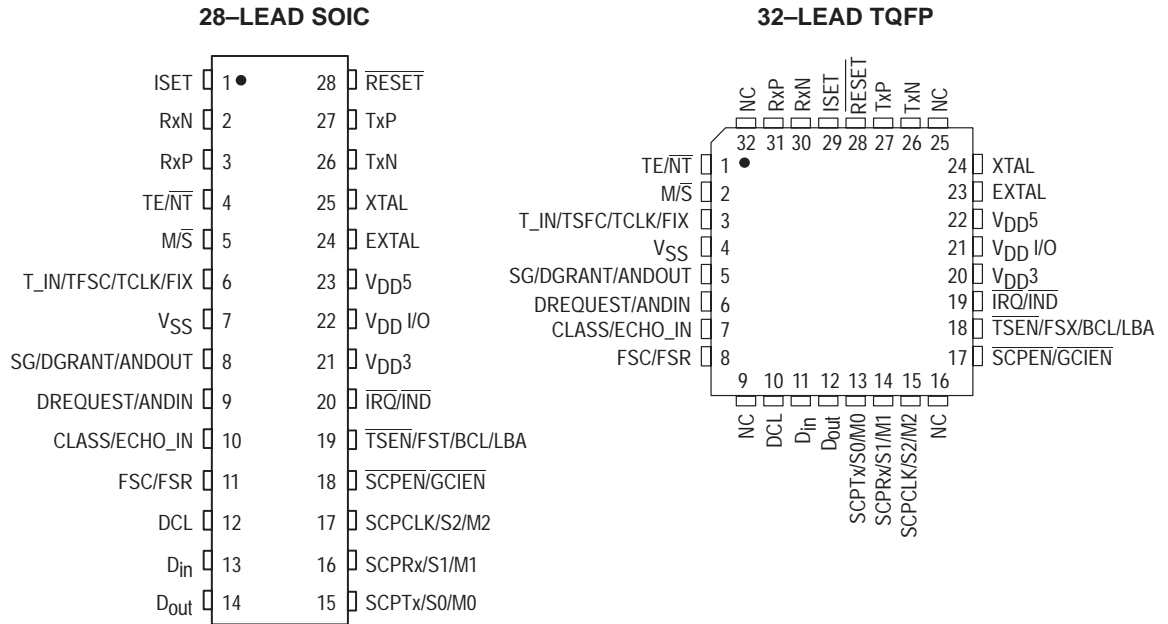 28–LEAD SOIC
ISET 1 28 RESET
RxN 2 27 TxP
RxP 3 26 TxN
TE/NT 4 25 XTAL
M/S 5 24 EXTAL
T_IN/TFSC/TCLK/FIX 6 23 VDD5
VSS 7 22 VDD I/O
SG/DGRANT/ANDOUT 8 21 VDD3
DREQUEST/ANDIN 9 20 IRQ/IND
CLASS/ECHO_IN 10 19 TSEN/FST/BCL/LBA
FSC/FSR 11 18 SCPEN/GCIEN
DCL 12 17 SCPCLK/S2/M2
Din 13 16 SCPRx/S1/M1
Dout 14 15 SCPTx/S0/M0
32–LEAD TQFP
NC RxP RxN ISET RESET TxP TxN NC
32 31 30 29 28 27 26 25
TE/NT 1 24 XTAL
M/S 2 23 EXTAL
T_IN/TSFC/TCLK/FIX 3 22 VDD5
VSS 4 21 VDD I/O
SG/DGRANT/ANDOUT 5 20 VDD3
DREQUEST/ANDIN 6 19 IRQ/IND
CLASS/ECHO_IN 7 18 TSEN/FSX/BCL/LBA
FSC/FSR 8 17 SCPEN/GCIEN
9 10 11 12 13 14 15 16
NC DCL Din Dout SCPTx/S0/M0 SCPRx/S1/M1 SCPCLK/S2/M2 NC